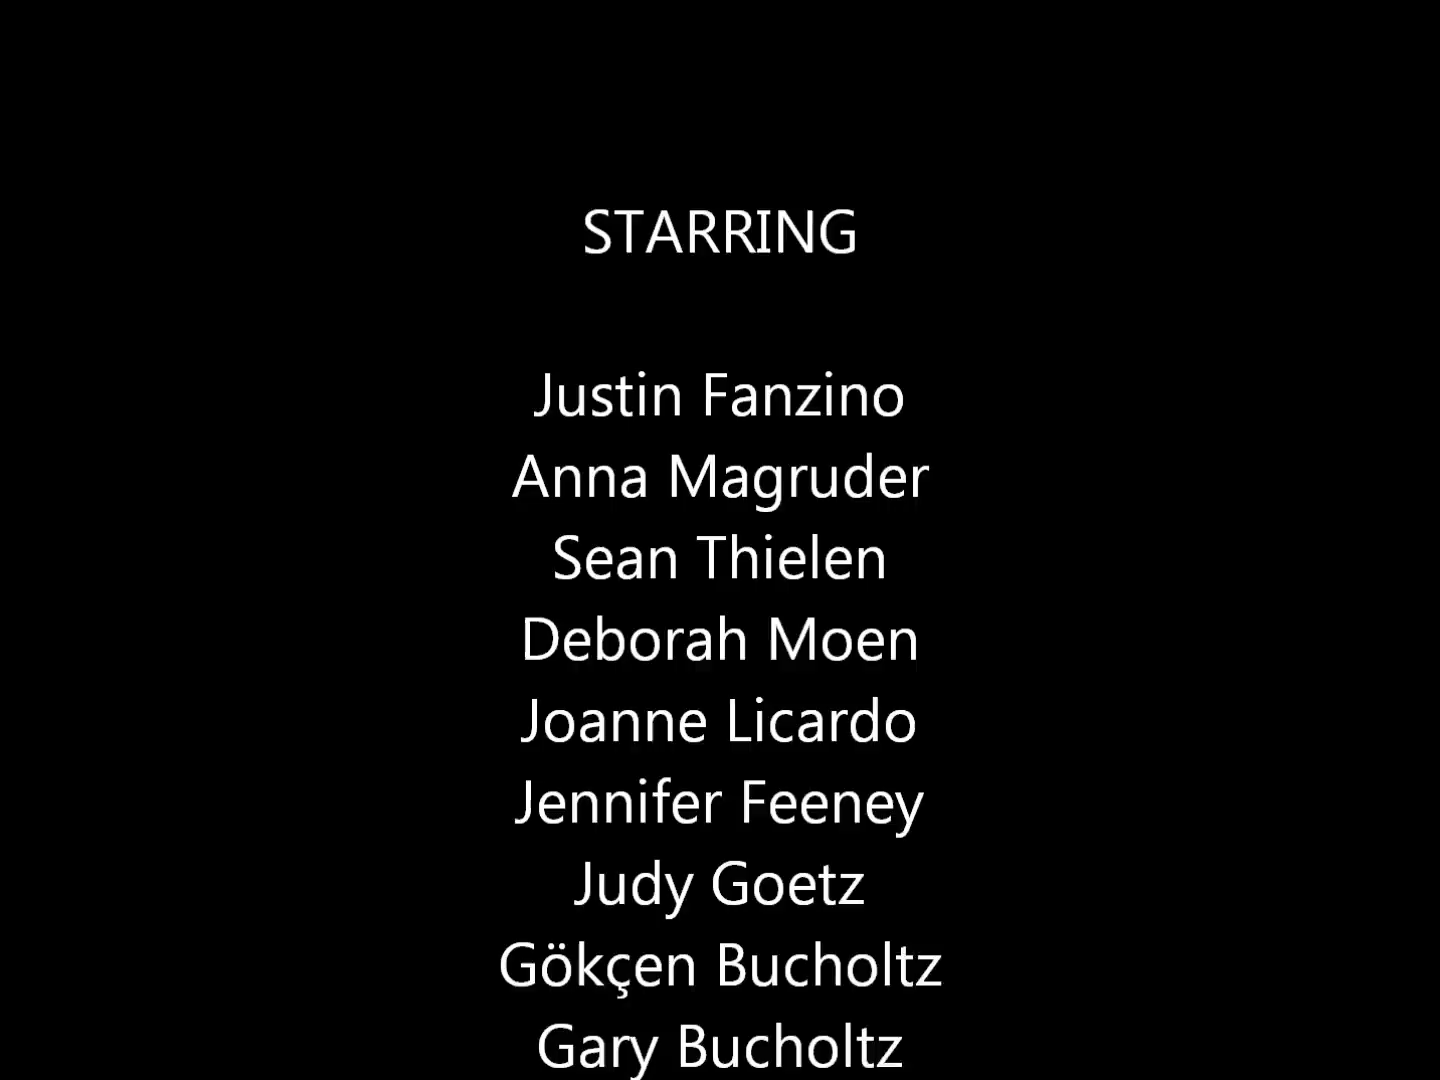 STARRING
Justin Fanzino
Anna Magruder
Sean Thielen
Deborah Moen
Joanne Licardo
Jennifer Feeney
Judy Goetz
Gökçen Bucholtz
Gary Bucholtz